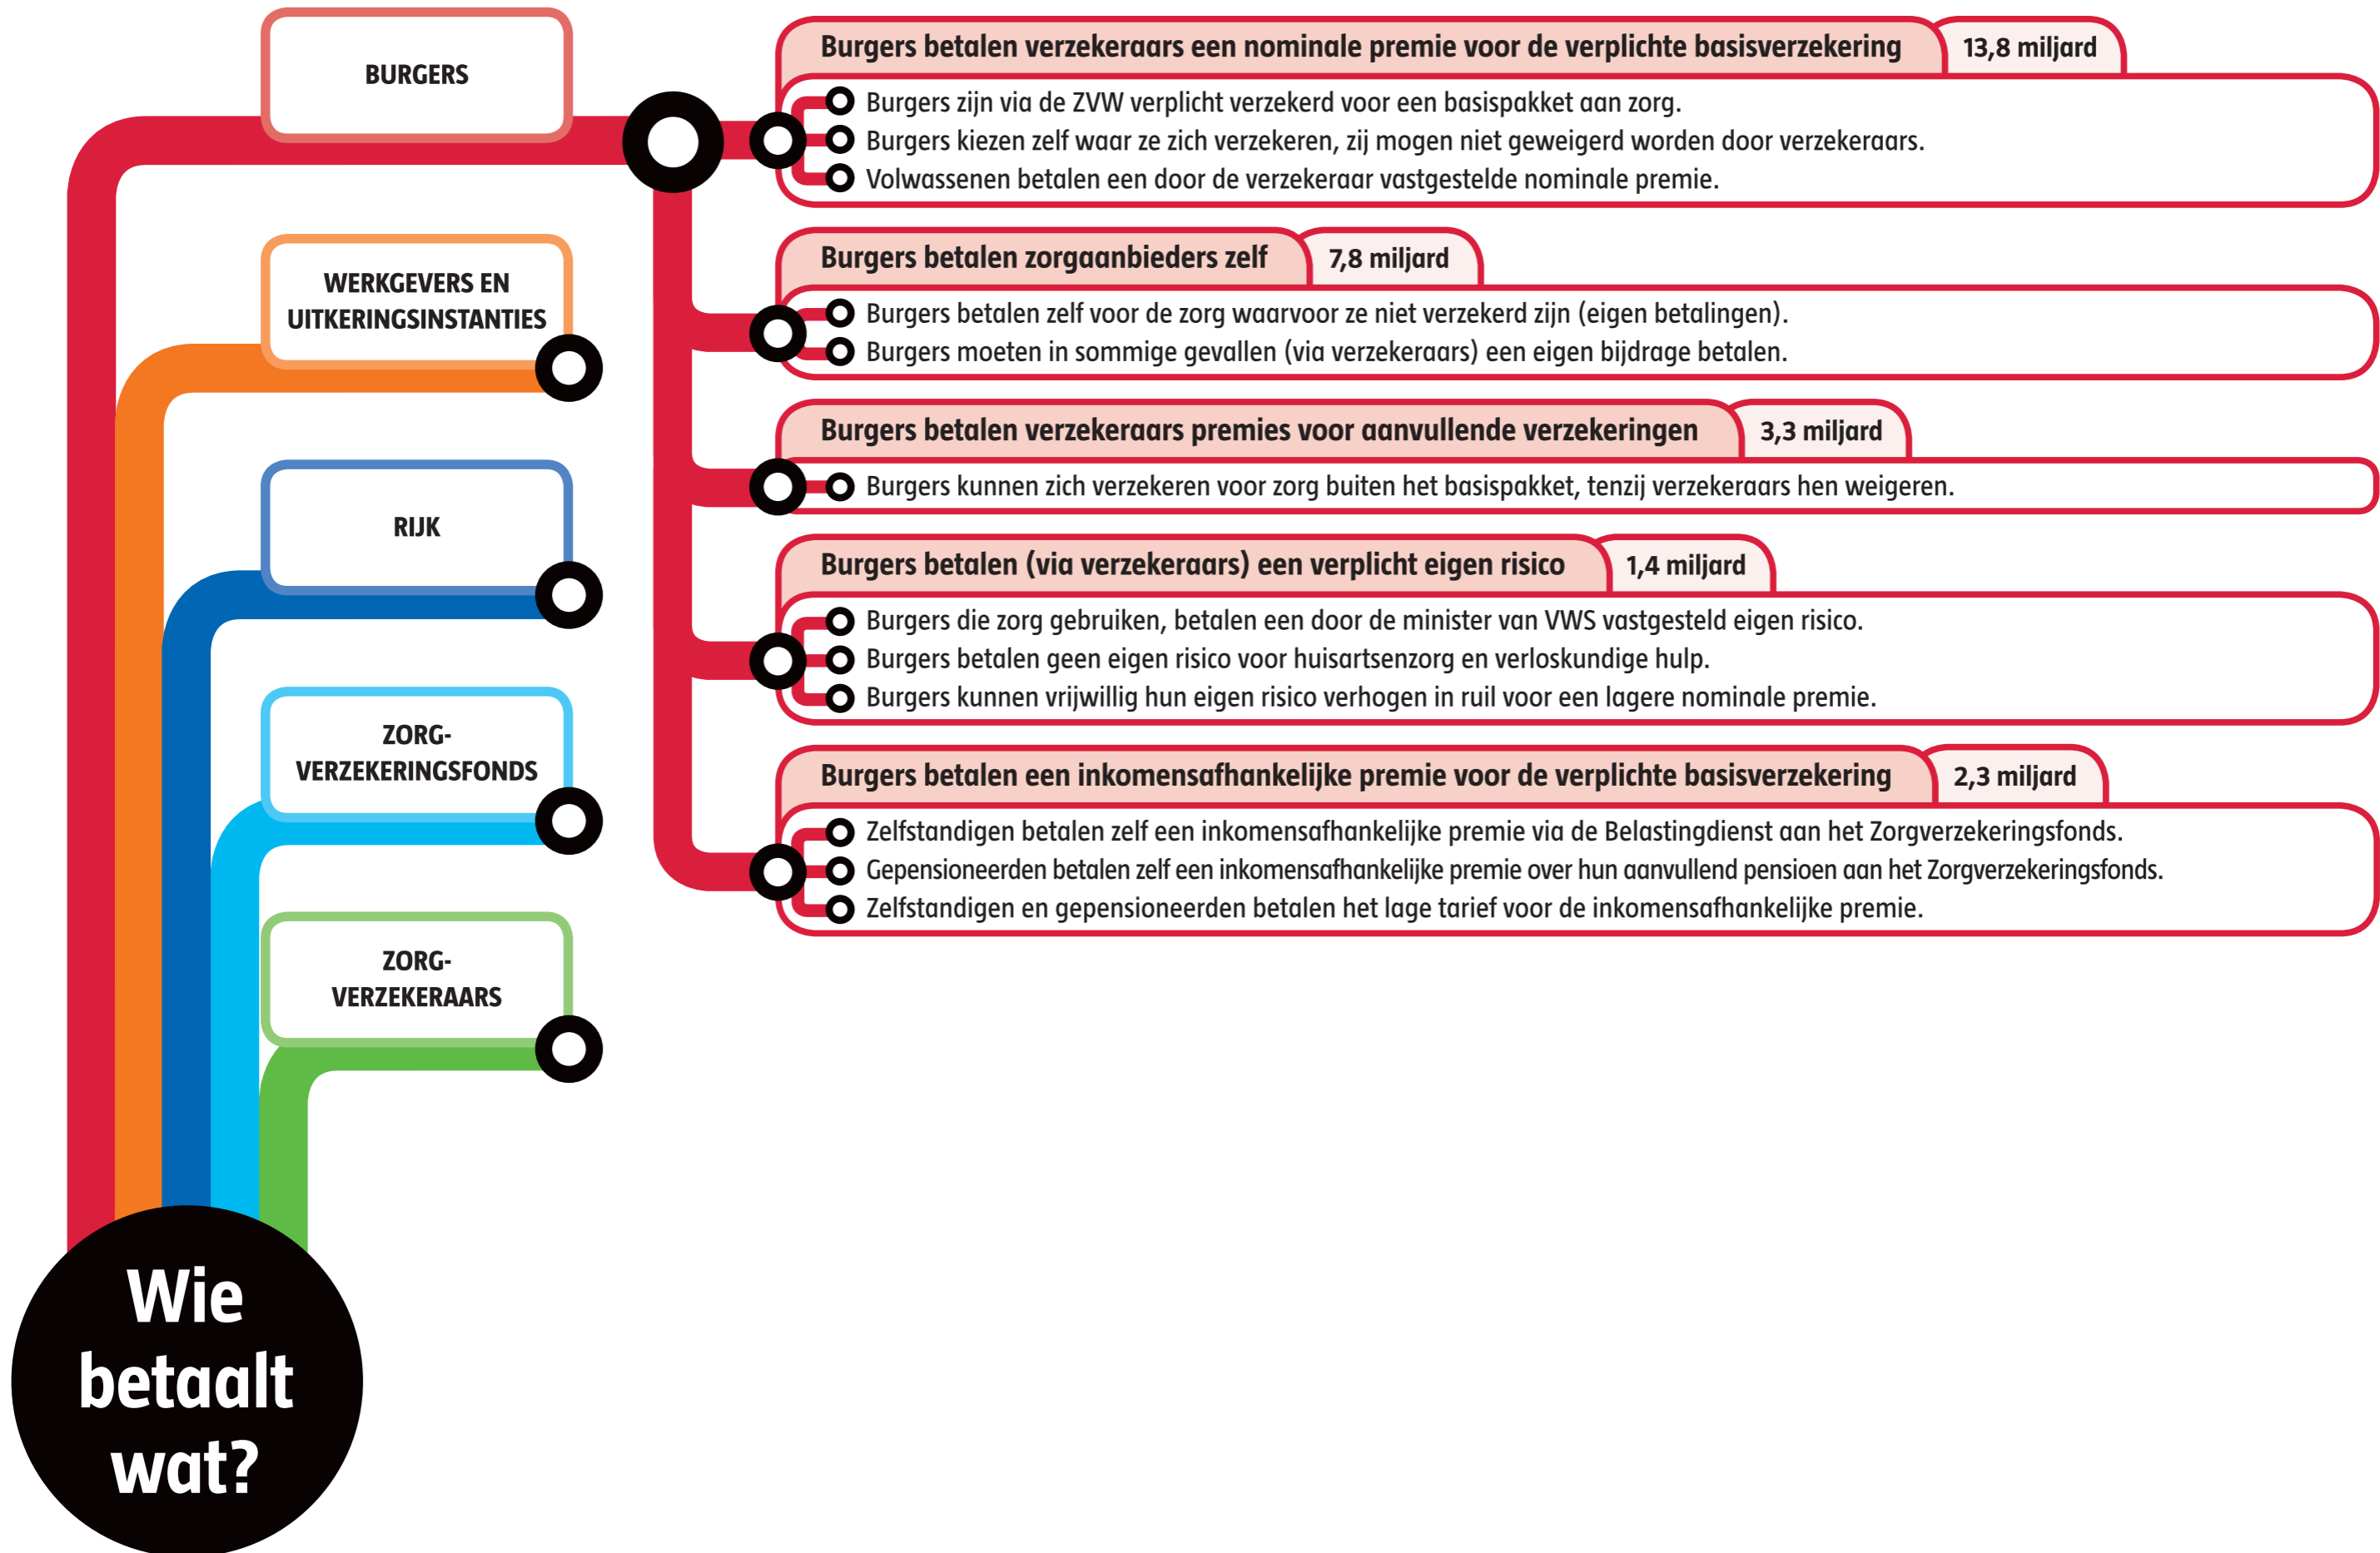 BURGERS
Burgers betalen verzekeraars een nominale premie voor de verplichte basisverzekering
13,8 miljard
Burgers zijn via de ZVW verplicht verzekerd voor een basispakket aan zorg.
Burgers kiezen zelf waar ze zich verzekeren, zij mogen niet geweigerd worden door verzekeraars.
Volwassenen betalen een door de verzekeraar vastgestelde nominale premie.
Burgers betalen zorgaanbieders zelf
7,8 miljard
Burgers betalen zelf voor de zorg waarvoor ze niet verzekerd zijn (eigen betalingen).
Burgers moeten in sommige gevallen (via verzekeraars) een eigen bijdrage betalen.
Burgers betalen verzekeraars premies voor aanvullende verzekeringen
3,3 miljard
Burgers kunnen zich verzekeren voor zorg buiten het basispakket, tenzij verzekeraars hen weigeren.
Burgers betalen (via verzekeraars) een verplicht eigen risico
1,4 miljard
Burgers die zorg gebruiken, betalen een door de minister van VWS vastgesteld eigen risico.
Burgers betalen geen eigen risico voor huisartsenzorg en verloskundige hulp.
Burgers kunnen vrijwillig hun eigen risico verhogen in ruil voor een lagere nominale premie.
Burgers betalen een inkomensafhankelijke premie voor de verplichte basisverzekering
2,3 miljard
Zelfstandigen betalen zelf een inkomensafhankelijke premie via de Belastingdienst aan het Zorgverzekeringsfonds.
Gepensioneerden betalen zelf een inkomensafhankelijke premie over hun aanvullend pensioen aan het Zorgverzekeringsfonds.
Zelfstandigen en gepensioneerden betalen het lage tarief voor de inkomensafhankelijke premie.
WERKGEVERS EN
UITKERINGSINSTANTIES
RIJK
ZORG-
VERZEKERINGSFONDS
ZORG-
VERZEKERAARS
Wie
betaalt
wat?